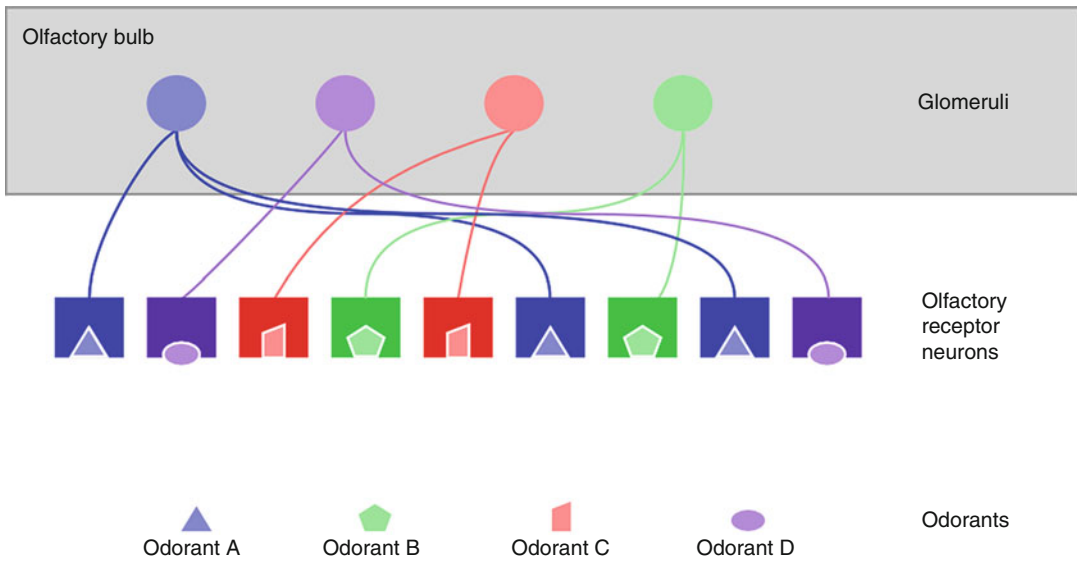 Olfactory bulb
Glomeruli
Olfactory
receptor
neurons
Odorants
Odorant A
Odorant B
Odorant C
Odorant D